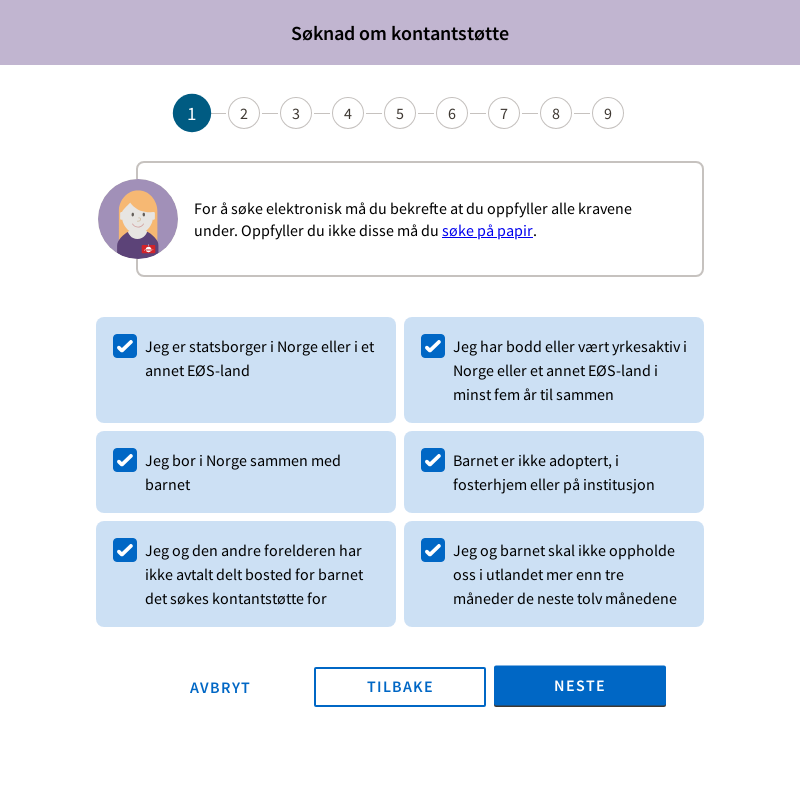 Søknad om kontantstøtte
1 2 3 4 5 6 7 8 9
For å søke elektronisk må du bekrefte at du oppfyller alle kravene
under. Oppfyller du ikke disse må du søke på papir.
Jeg er statsborger i Norge eller i et
annet EØS-land
Jeg har bodd eller vært yrkesaktiv i
Norge eller et annet EØS-land i
minst fem år til sammen
Jeg bor i Norge sammen med
barnet
Barnet er ikke adoptert, i
fosterhjem eller på institusjon
Jeg og den andre forelderen har
ikke avtalt delt bosted for barnet
det søkes kontantstøtte for
Jeg og barnet skal ikke oppholde
oss i utlandet mer enn tre
måneder de neste tolv månedene
AVBRYT
TILBAKE
NESTE